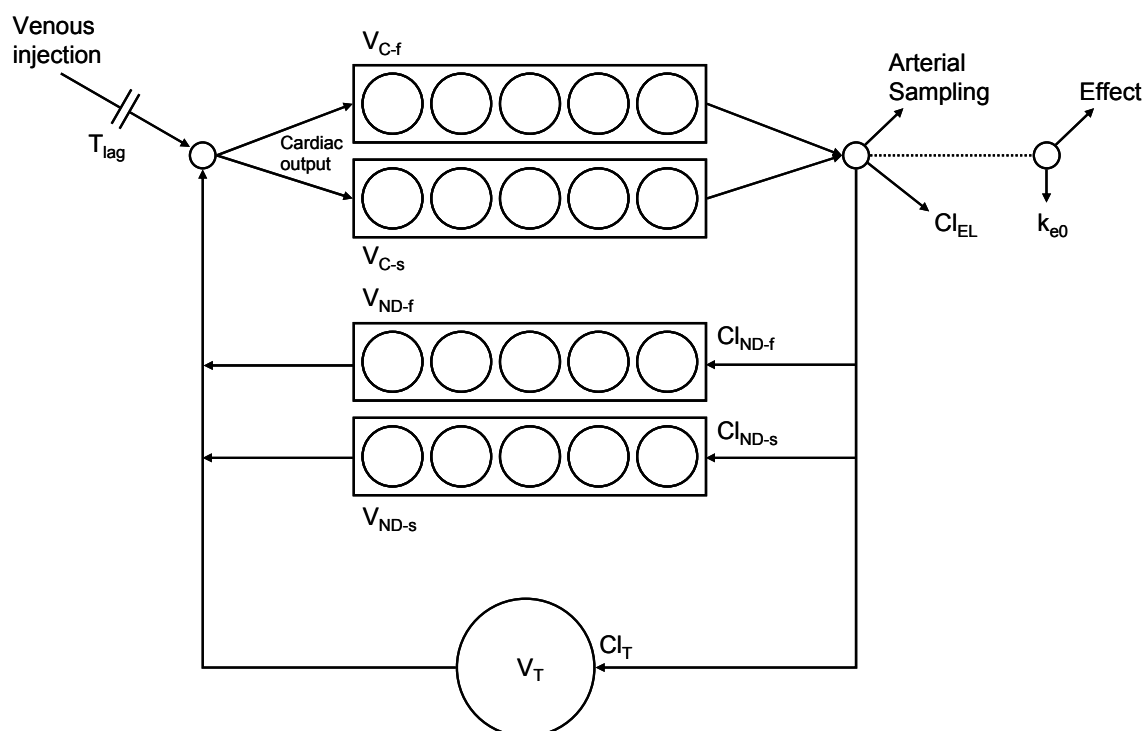 Venous
injection
T_lag
V_C-f
Cardiac
output
V_C-s
Arterial
Sampling
Effect
Cl_EL
k_e0
V_ND-f
Cl_ND-f
Cl_ND-s
V_ND-s
Cl_T
V_T